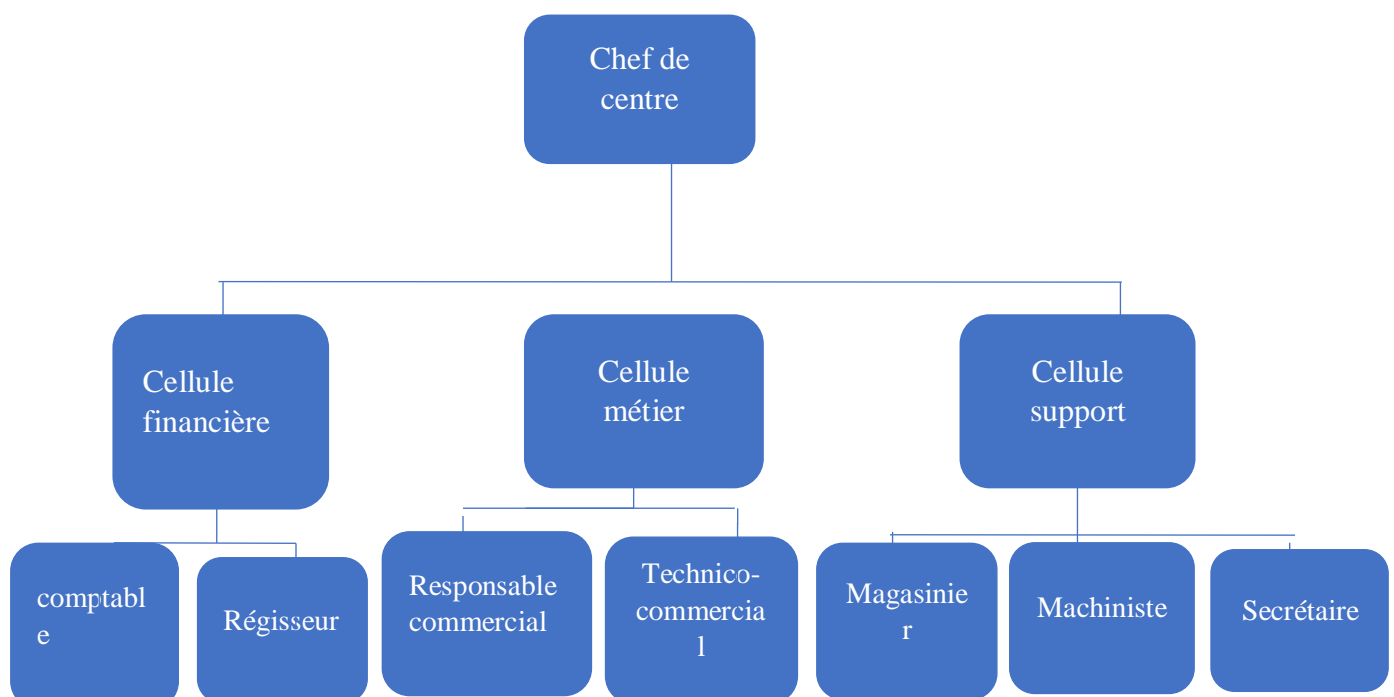 Chef de
centre
Cellule
financière
Cellule
métier
Cellule
support
comptabl
e
Régisseur
Responsable
commercial
Technico-
commercia
l
Magasinie
r
Machiniste
Secrétaire